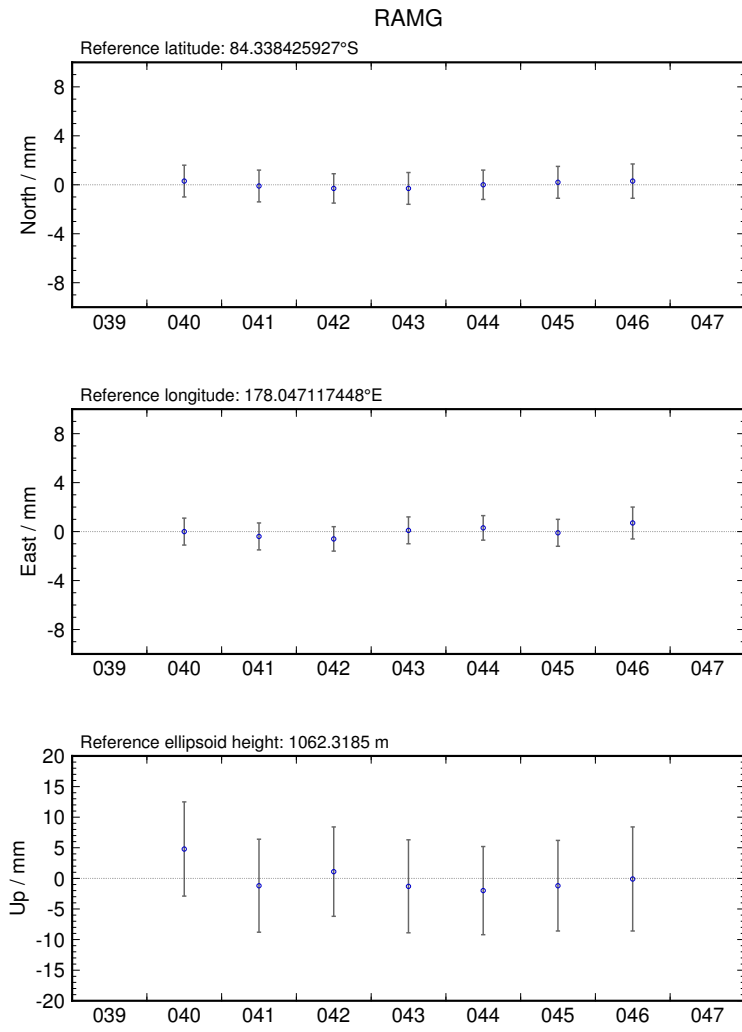 RAMG
Reference latitude: 84.338425927°S
North / mm
8
4
0
-4
-8
039 040 041 042 043 044 045 046 047
Reference longitude: 178.047117448°E
East / mm
8
4
0
-4
-8
039 040 041 042 043 044 045 046 047
Reference ellipsoid height: 1062.3185 m
Up / mm
20
15
10
5
0
-5
-10
-15
-20
039 040 041 042 043 044 045 046 047